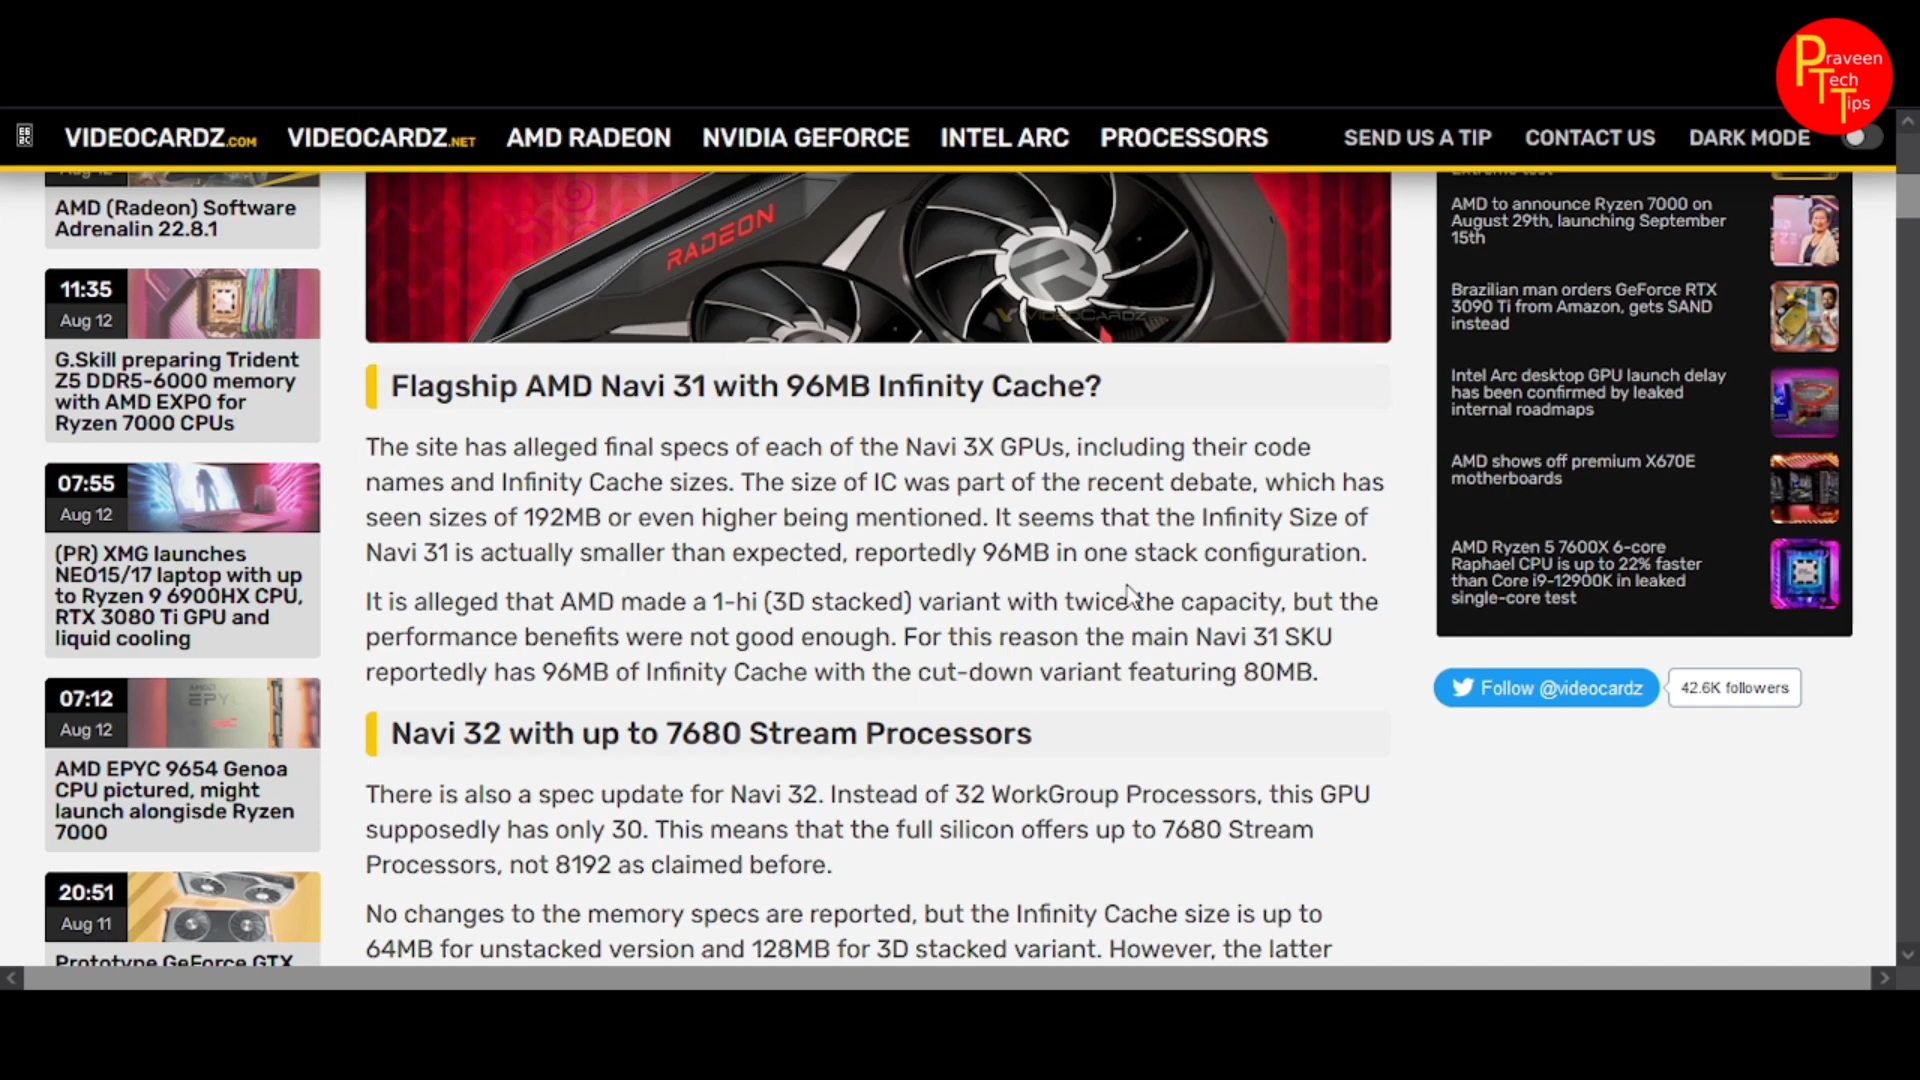 Praveen
Tech
Tips
VIDEOCARDZ.COM
VIDEOCARDZ.NET
AMD RADEON
NVIDIA GEFORCE
INTEL ARC
PROCESSORS
SEND US A TIP
CONTACT US
DARK MODE
Aug 12
AMD (Radeon) Software
Adrenalin 22.8.1
11:35
Aug 12
G.Skill preparing Trident
Z5 DDR5-6000 memory
with AMD EXPO for
Ryzen 7000 CPUs
07:55
Aug 12
(PR) XMG launches
NEO15/17 laptop with up
to Ryzen 9 6900HX CPU,
RTX 3080 Ti GPU and
liquid cooling
07:12
Aug 12
AMD EPYC 9654 Genoa
CPU pictured, might
launch alongisde Ryzen
7000
20:51
Aug 11
Prototype GeForce GTX
RADEON
VIDEOCARDZ
Flagship AMD Navi 31 with 96MB Infinity Cache?
The site has alleged final specs of each of the Navi 3X GPUs, including their code
names and Infinity Cache sizes. The size of IC was part of the recent debate, which has
seen sizes of 192MB or even higher being mentioned. It seems that the Infinity Size of
Navi 31 is actually smaller than expected, reportedly 96MB in one stack configuration.
It is alleged that AMD made a 1-hi (3D stacked) variant with twice the capacity, but the
performance benefits were not good enough. For this reason the main Navi 31 SKU
reportedly has 96MB of Infinity Cache with the cut-down variant featuring 80MB.
Navi 32 with up to 7680 Stream Processors
There is also a spec update for Navi 32. Instead of 32 WorkGroup Processors, this GPU
supposedly has only 30. This means that the full silicon offers up to 7680 Stream
Processors, not 8192 as claimed before.
No changes to the memory specs are reported, but the Infinity Cache size is up to
64MB for unstacked version and 128MB for 3D stacked variant. However, the latter
Extreme test
AMD to announce Ryzen 7000 on
August 29th, launching September
15th
Brazilian man orders GeForce RTX
3090 Ti from Amazon, gets SAND
instead
Intel Arc desktop GPU launch delay
has been confirmed by leaked
internal roadmaps
AMD shows off premium X670E
motherboards
AMD Ryzen 5 7600X 6-core
Raphael CPU is up to 22% faster
than Core i9-12900K in leaked
single-core test
Follow @videocardz
42.6K followers